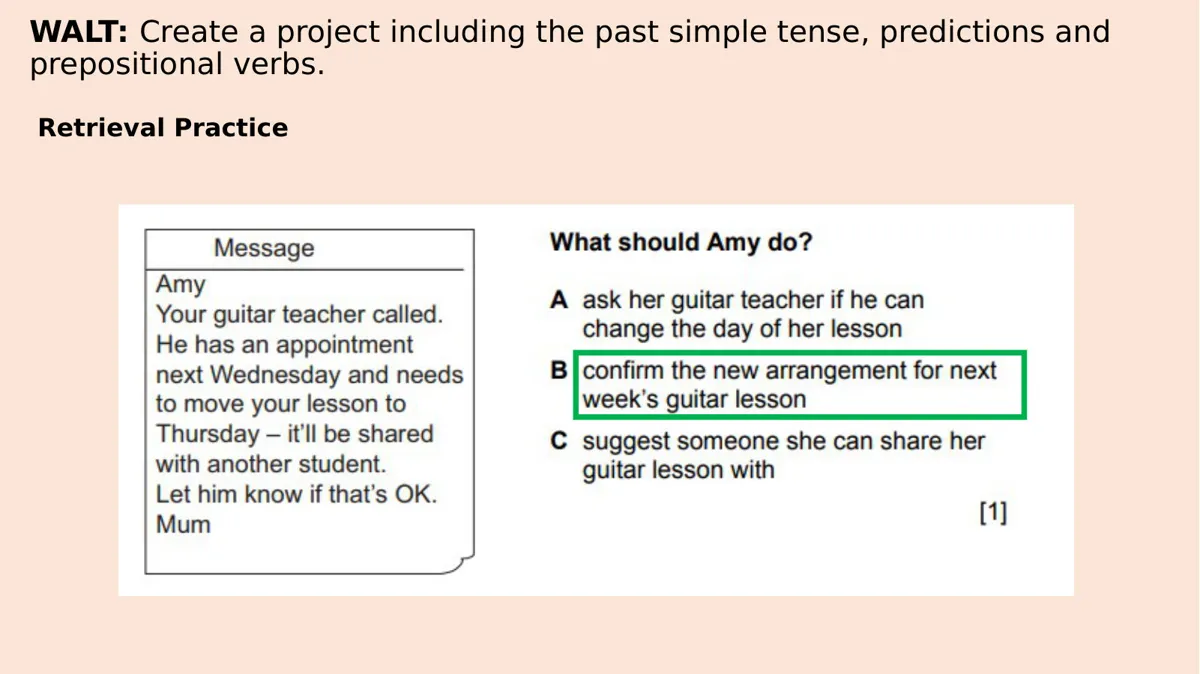 WALT: Create a project including the past simple tense, predictions and
prepositional verbs.
Retrieval Practice
Message
Amy
Your guitar teacher called.
He has an appointment
next Wednesday and needs
to move your lesson to
Thursday – it’ll be shared
with another student.
Let him know if that’s OK.
Mum
What should Amy do?
A ask her guitar teacher if he can
change the day of her lesson
B confirm the new arrangement for next
week’s guitar lesson
C suggest someone she can share her
guitar lesson with
[1]